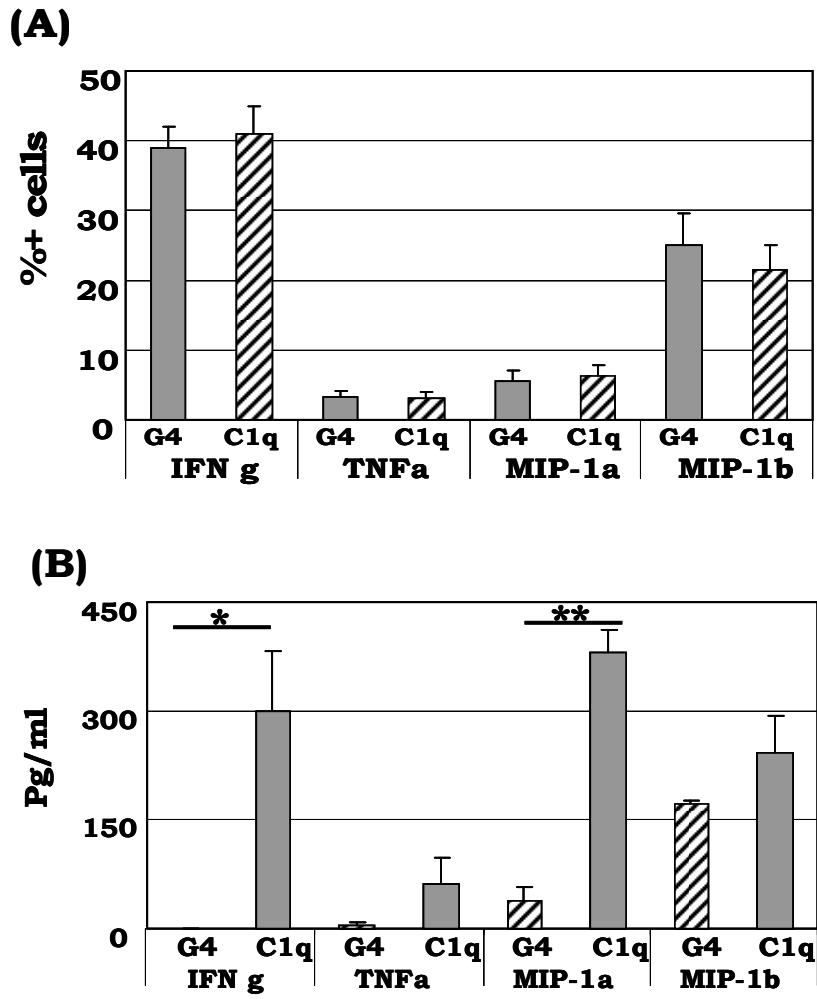 (A)
50
40
30
20
10
0
%+ cells
G4 C1q G4 C1q G4 C1q G4 C1q
IFN g TNFa MIP-1a MIP-1b
(B)
450
300
150
0
Pg/ml
* **
G4 C1q G4 C1q G4 C1q G4 C1q
IFN g TNFa MIP-1a MIP-1b